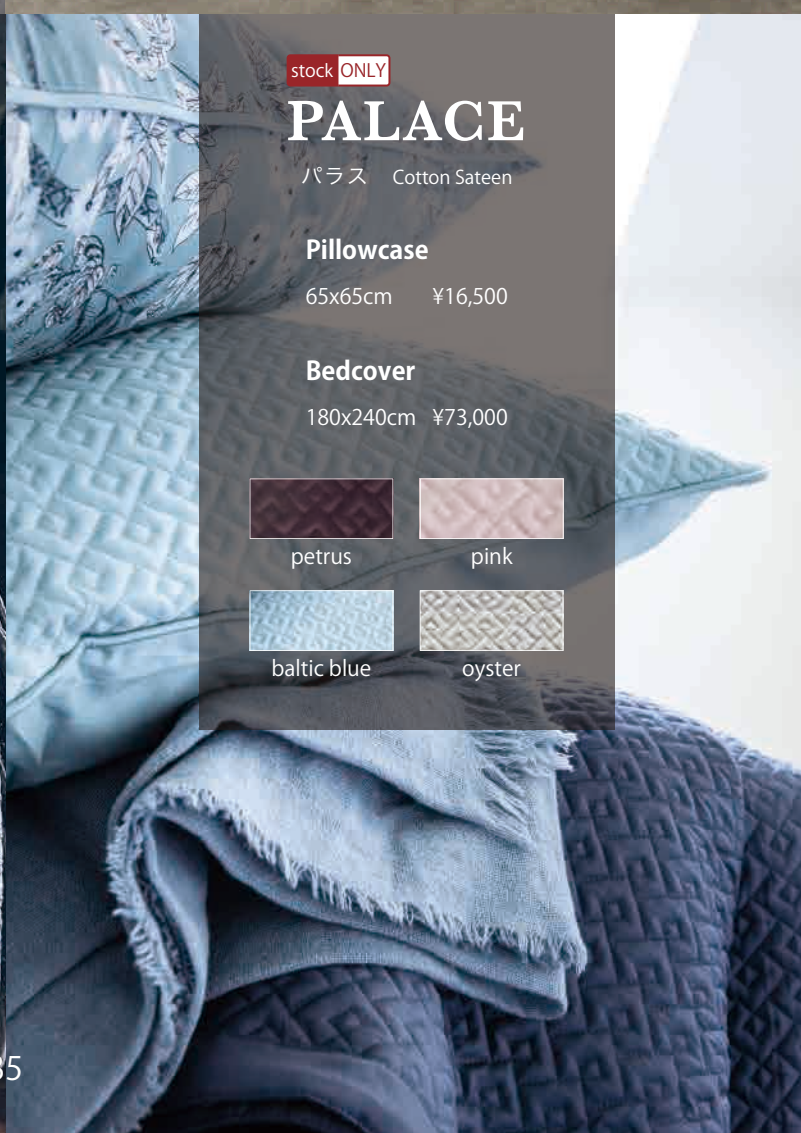 stock ONLY
PALACE
パラス Cotton Sateen
Pillowcase
65x65cm ¥16,500
Bedcover
180x240cm ¥73,000
petrus pink
baltic blue oyster